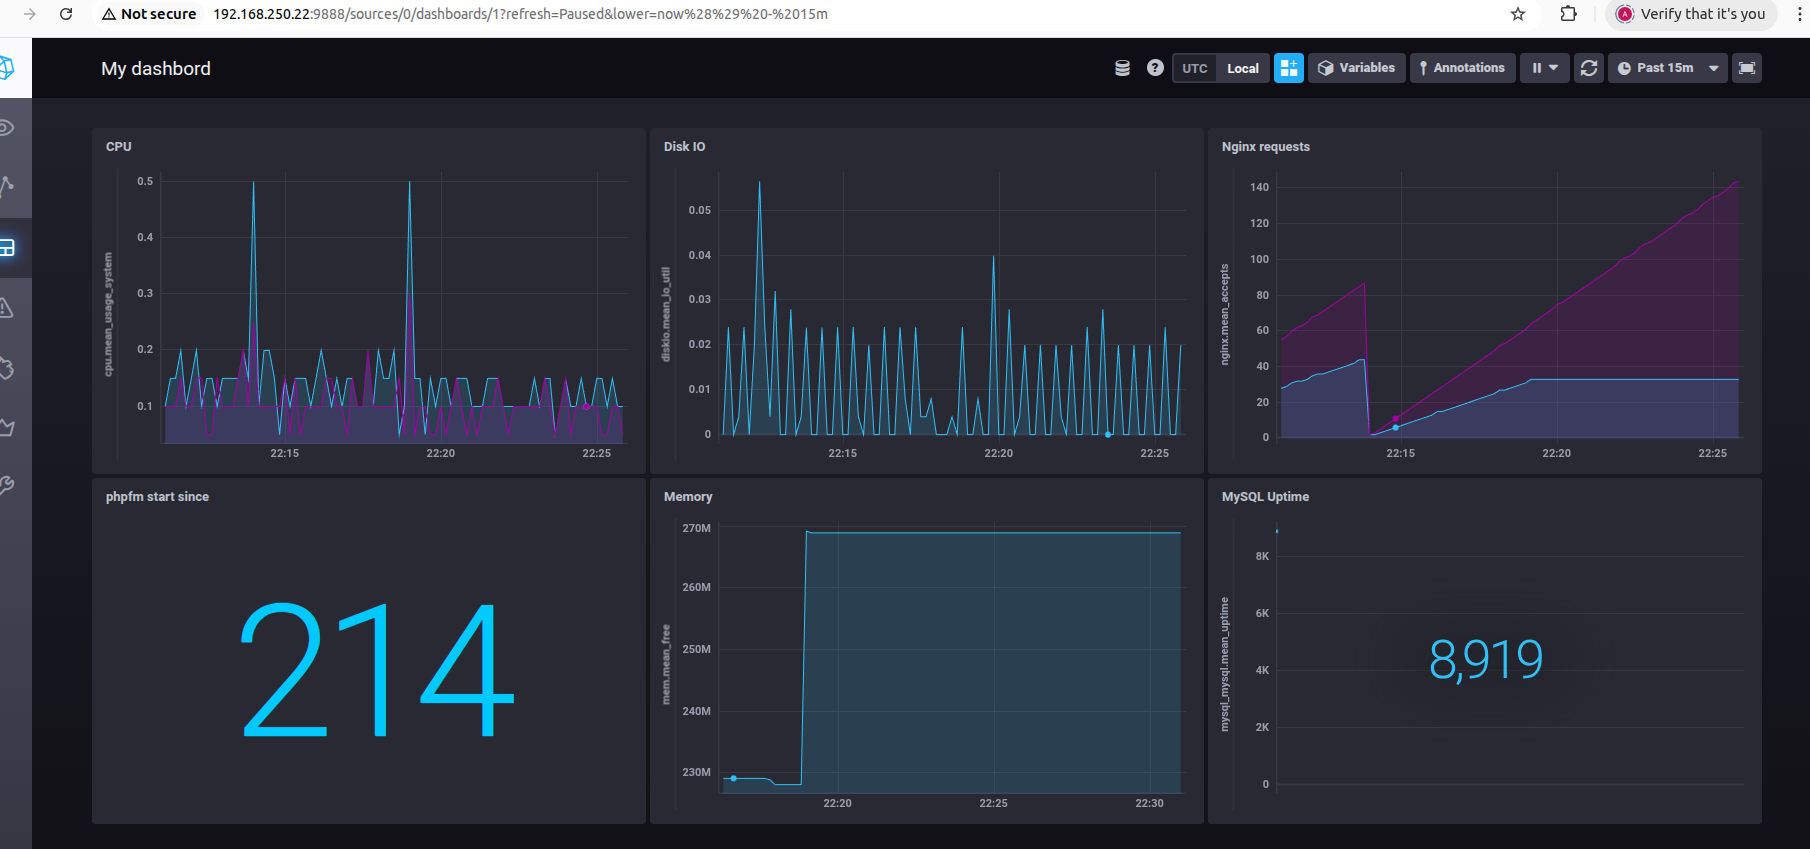 Not secure 192.168.250.22:9888/sources/0/dashboards/1?refresh=Paused&lower=now%28%29%20-%2015m Verify that it's you
A
My dashbord ? UTC Local Variables Annotations Past 15m
CPU
cpu.mean_usage_system
0.5
0.4
0.3
0.2
0.1
22:15 22:20 22:25
Disk IO
diskio.mean_io_util
0.05
0.04
0.03
0.02
0.01
0
22:15 22:20 22:25
Nginx requests
nginx.mean_accepts
140
120
100
80
60
40
20
0
22:15 22:20 22:25
phpfm start since
214
Memory
mem.mean_free
270M
260M
250M
240M
230M
22:20 22:25 22:30
MySQL Uptime
mysql_mysql.mean_uptime
8K
6K
4K
2K
0
8,919